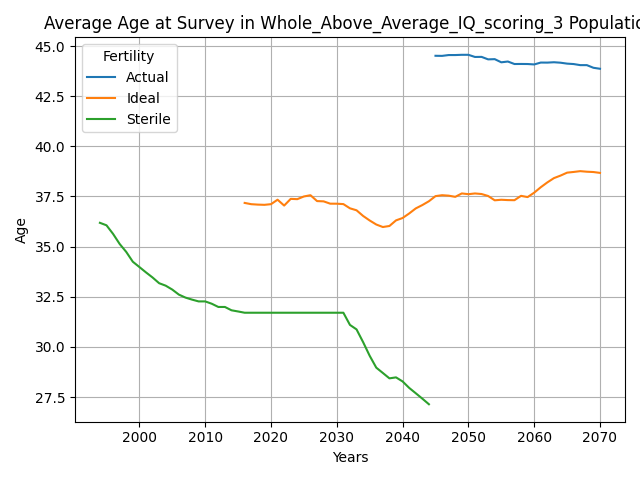 Average Age at Survey in Whole_Above_Average_IQ_scoring_3 Populatio
Fertility
Actual
Ideal
Sterile
45.0
42.5
40.0
37.5
35.0
32.5
30.0
27.5
Age
2000 2010 2020 2030 2040 2050 2060 2070
Years